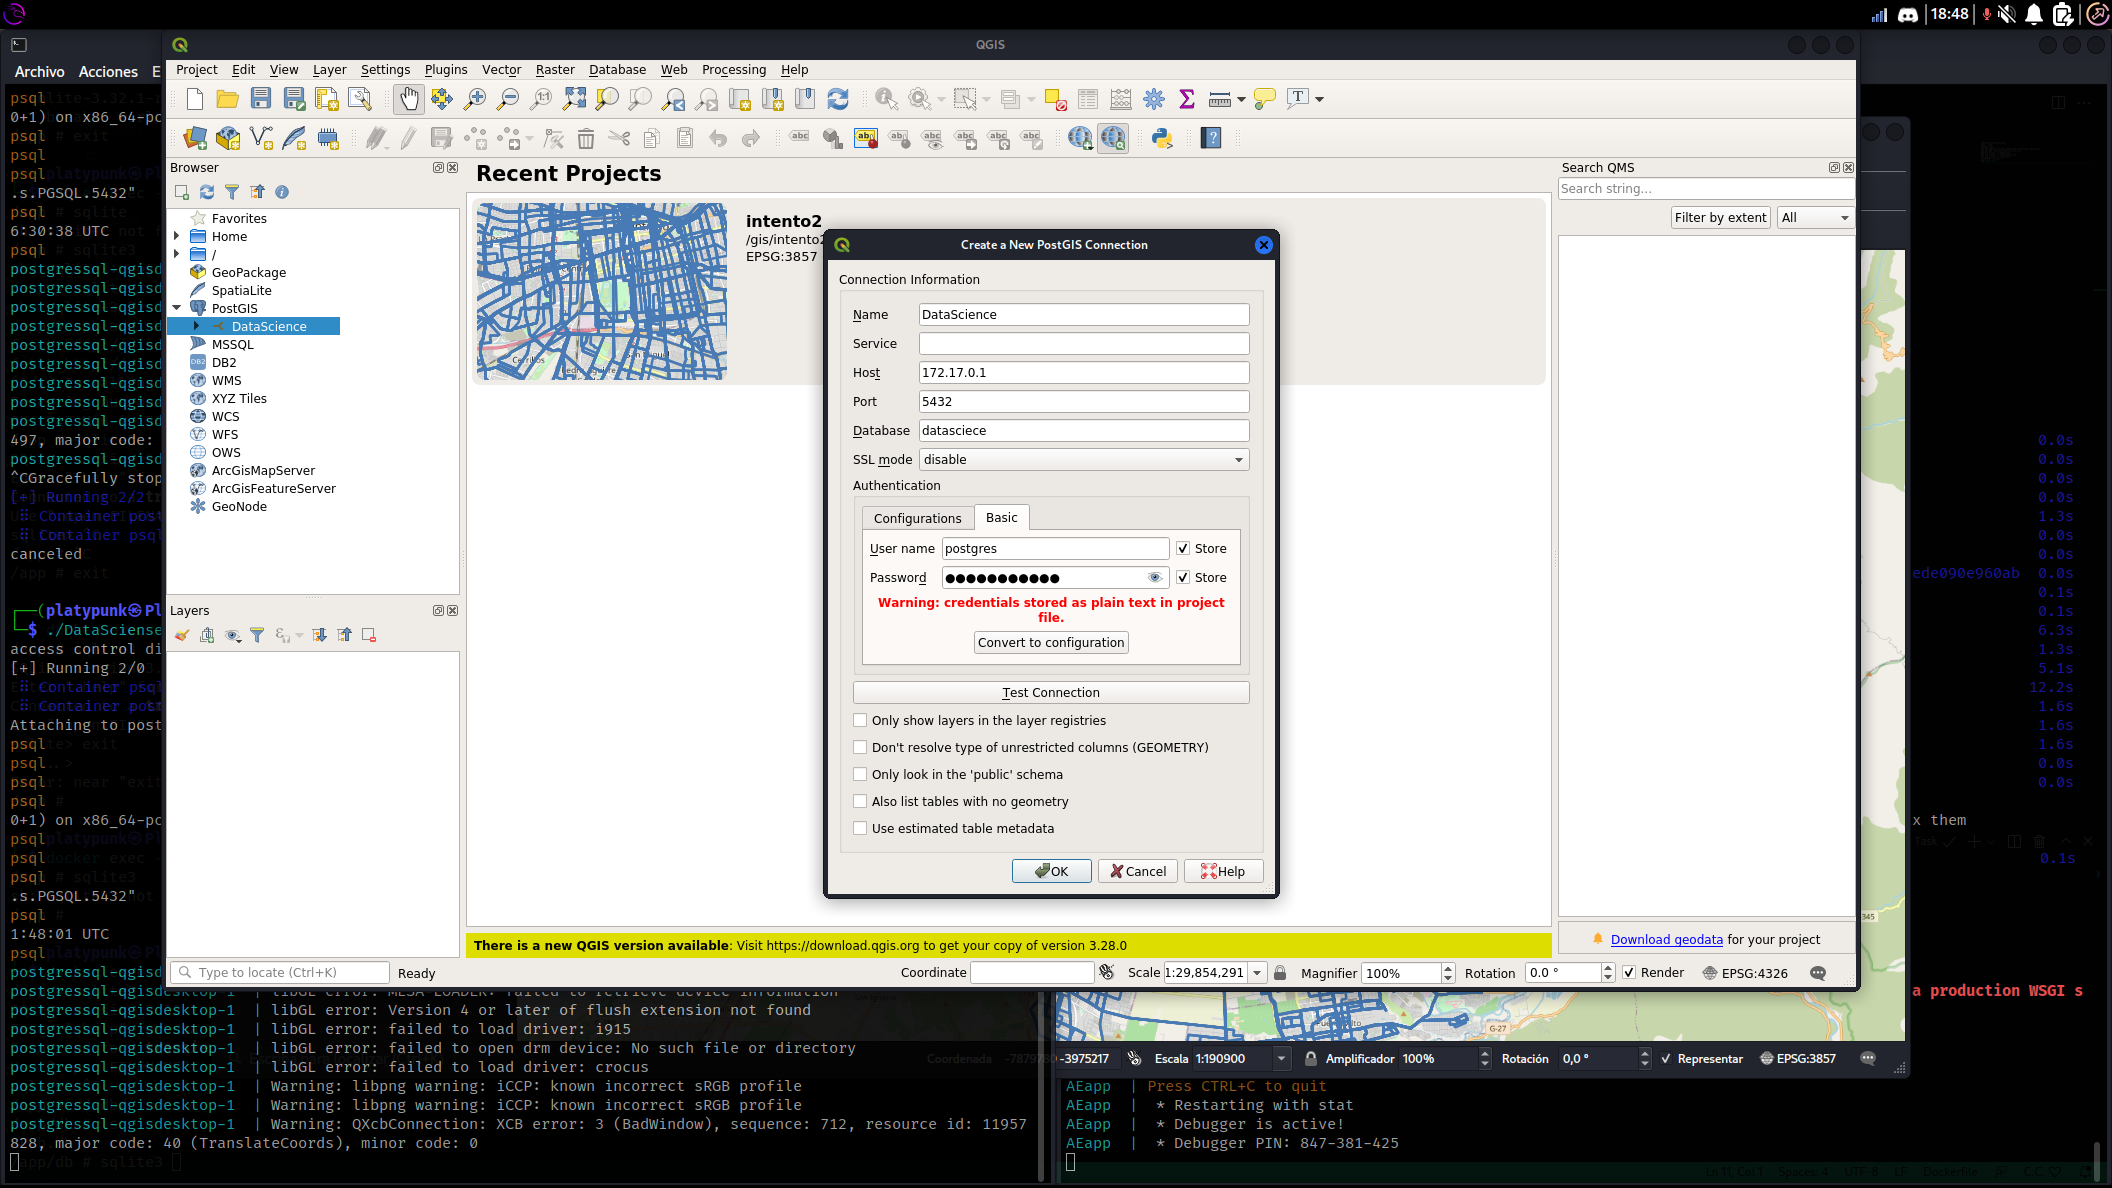 18:48
QGIS
Archivo Acciones E
Project Edit View Layer Settings Plugins Vector Raster Database Web Processing Help
psql
0+1) on x86_64-pc
psql
psql
psql
.s.PGSQL.5432"
psql
6:30:38 UTC
psql
postgressql-qgisd
postgressql-qgisd
postgressql-qgisd
postgressql-qgisd
postgressql-qgisd
postgressql-qgisd
postgressql-qgisd
postgressql-qgisd
postgressql-qgisd
497, major code:
postgressql-qgisd
^CGracefully stop
[+] Running 2/2
Container post
Container psql
canceled
/app # exit
(platypunk㉿Pl
$ ./DataSciense
access control di
[+] Running 2/0
Container psql
Container post
Attaching to post
psql
psql
psql
psql
0+1) on x86_64-pc
psql
psql
psql
.s.PGSQL.5432"
psql
1:48:01 UTC
psql
postgressql-qgisd
Browser
Favorites
Home
/
GeoPackage
SpatiaLite
PostGIS
DataScience
MSSQL
DB2
WMS
XYZ Tiles
WCS
WFS
OWS
ArcGisMapServer
ArcGisFeatureServer
GeoNode
Layers
Recent Projects
intento2
/gis/intento2
EPSG:3857
Create a New PostGIS Connection
Connection Information
Name DataScience
Service
Host 172.17.0.1
Port 5432
Database datasciece
SSL mode disable
Authentication
Configurations Basic
User name postgres Store
Password ●●●●●●●●●●● Store
Warning: credentials stored as plain text in project
file.
Convert to configuration
Test Connection
Only show layers in the layer registries
Don't resolve type of unrestricted columns (GEOMETRY)
Only look in the 'public' schema
Also list tables with no geometry
Use estimated table metadata
OK Cancel Help
Search QMS
Search string...
Filter by extent All
Download geodata for your project
There is a new QGIS version available: Visit https://download.qgis.org to get your copy of version 3.28.0
Type to locate (Ctrl+K) Ready Coordinate Scale 1:29,854,291 Magnifier 100% Rotation 0.0 ° Render EPSG:4326
0.0s
0.0s
0.0s
0.0s
1.3s
0.0s
0.0s
ede090e960ab 0.0s
0.1s
0.1s
6.3s
1.3s
5.1s
12.2s
1.6s
1.6s
1.6s
0.0s
0.0s
x them
0.1s
a production WSGI s
postgressql-qgisdesktop-1 | libGL error: MESA-LOADER: failed to retrieve device information
postgressql-qgisdesktop-1 | libGL error: Version 4 or later of flush extension not found
postgressql-qgisdesktop-1 | libGL error: failed to load driver: i915
postgressql-qgisdesktop-1 | libGL error: failed to open drm device: No such file or directory
postgressql-qgisdesktop-1 | libGL error: failed to load driver: crocus
postgressql-qgisdesktop-1 | Warning: libpng warning: iCCP: known incorrect sRGB profile
postgressql-qgisdesktop-1 | Warning: libpng warning: iCCP: known incorrect sRGB profile
postgressql-qgisdesktop-1 | Warning: QXcbConnection: XCB error: 3 (BadWindow), sequence: 712, resource id: 11957
828, major code: 40 (TranslateCoords), minor code: 0
/app/db # sqlite3
G-27
345
Coordenada -3975217 Escala 1:190900 Amplificador 100% Rotación 0,0 ° Representar EPSG:3857
AEapp | Press CTRL+C to quit
AEapp | * Restarting with stat
AEapp | * Debugger is active!
AEapp | * Debugger PIN: 847-381-425